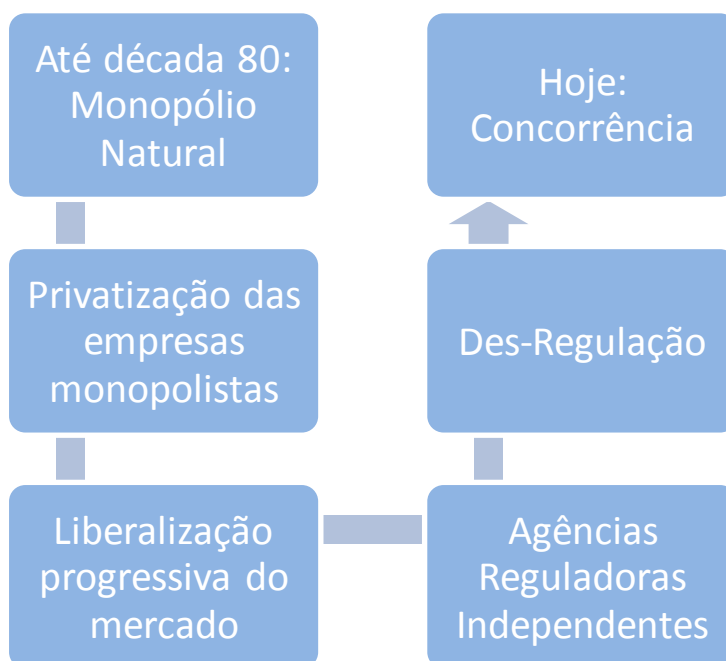 Até década 80:
Monopólio
Natural
Privatização das
empresas
monopolistas
Liberalização
progressiva do
mercado
Agências
Reguladoras
Independentes
Des-Regulação
Hoje:
Concorrência